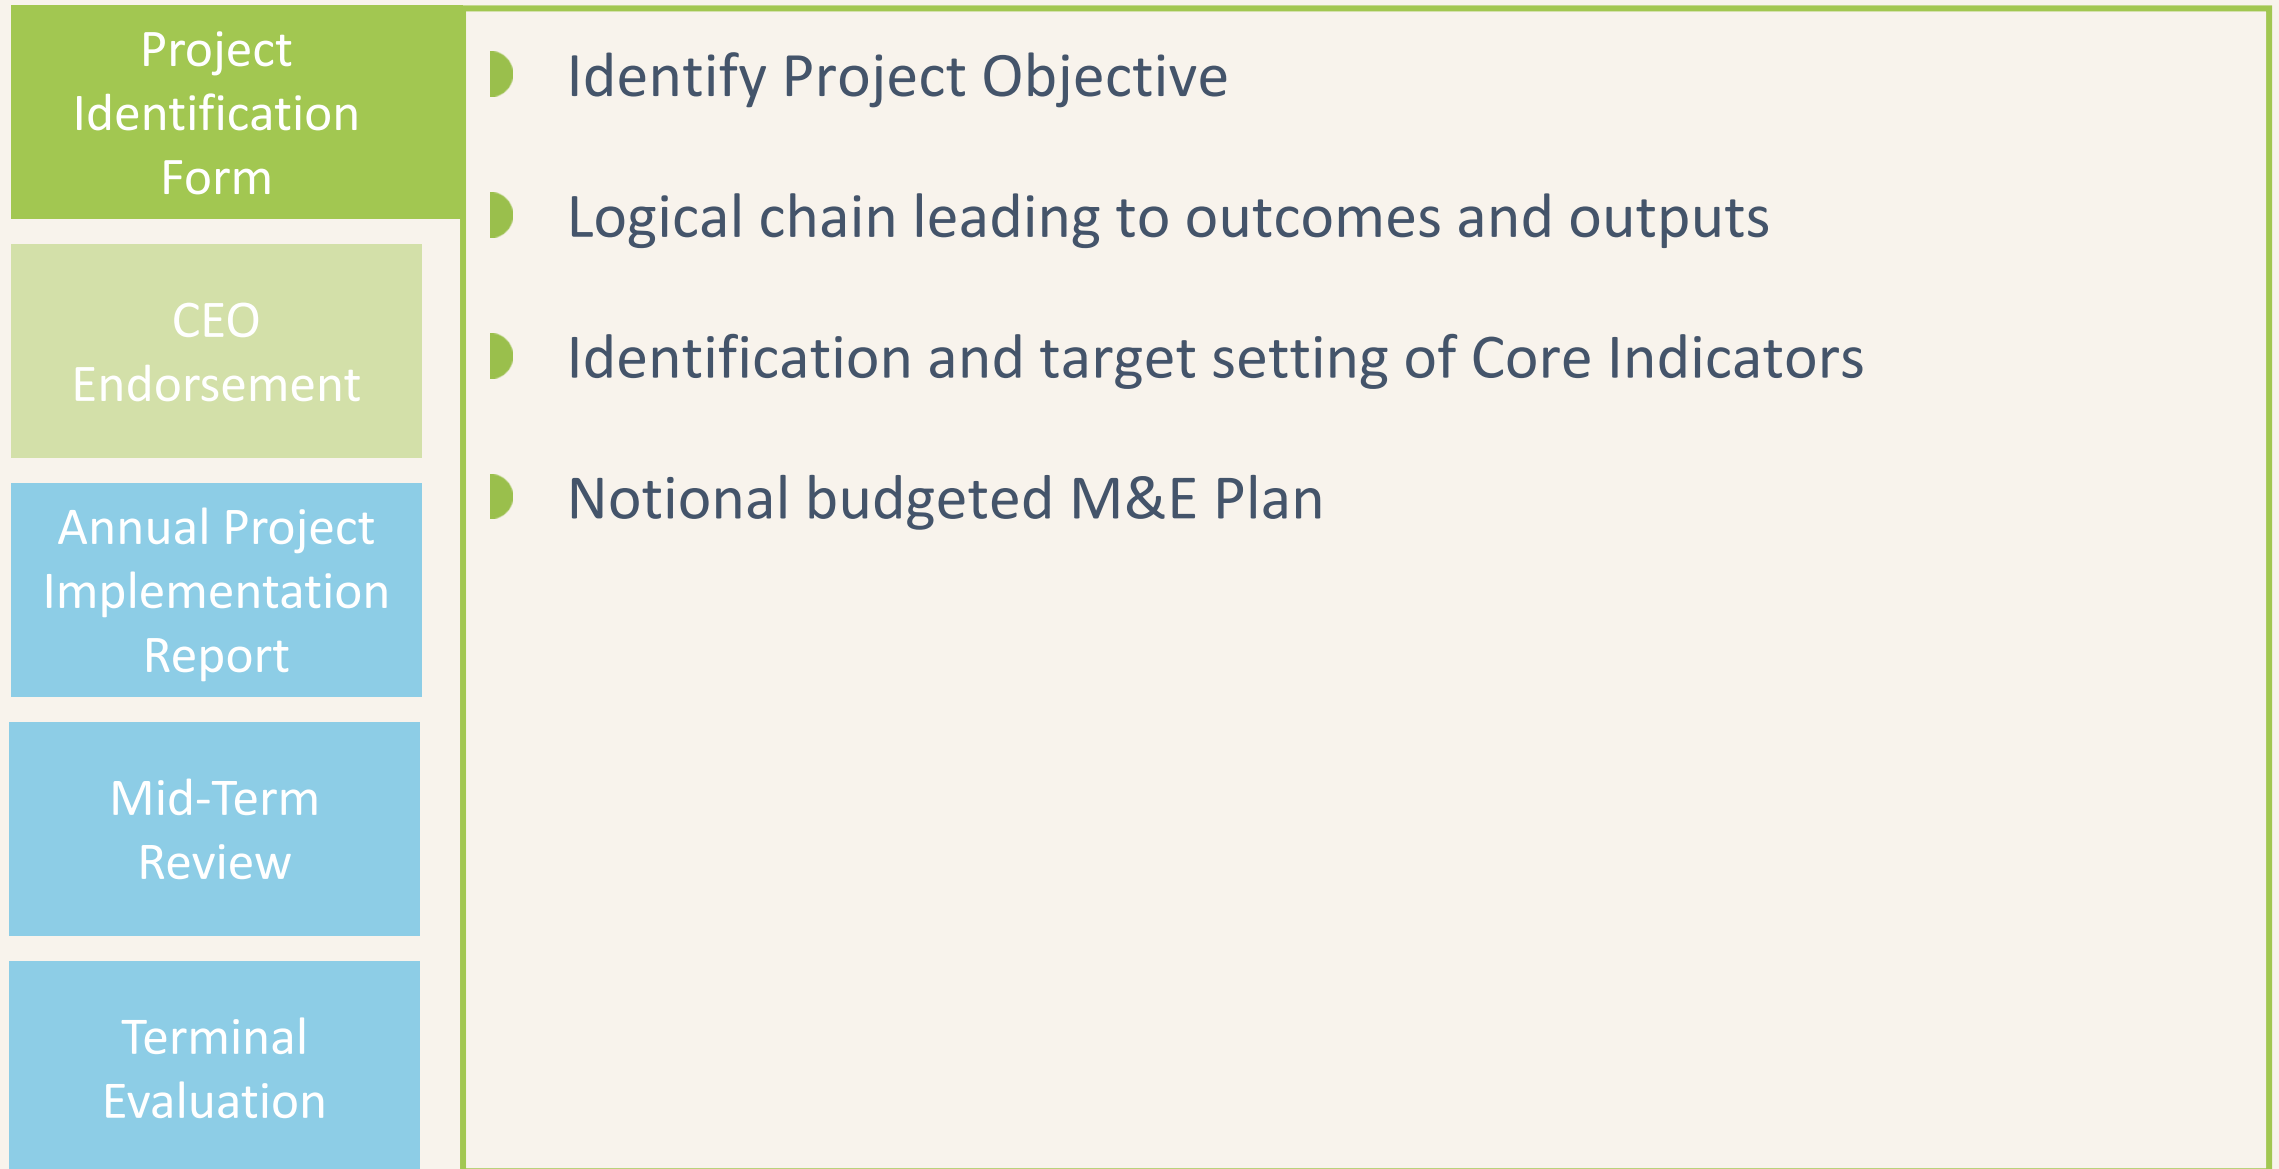 Project
Identification
Form
CEO
Endorsement
Annual Project
Implementation
Report
Mid-Term
Review
Terminal
Evaluation
Identify Project Objective
Logical chain leading to outcomes and outputs
Identification and target setting of Core Indicators
Notional budgeted M&E Plan